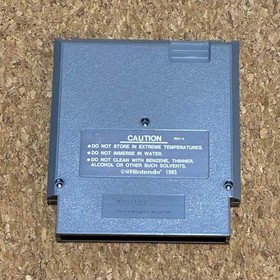 CAUTION
REV-A
●DO NOT STORE IN EXTREME TEMPERATURES.
●DO NOT IMMERSE IN WATER.
●DO NOT CLEAN WITH BENZENE, THINNER,
ALCOHOL OR OTHER SUCH SOLVENTS.
©Nintendo 1985